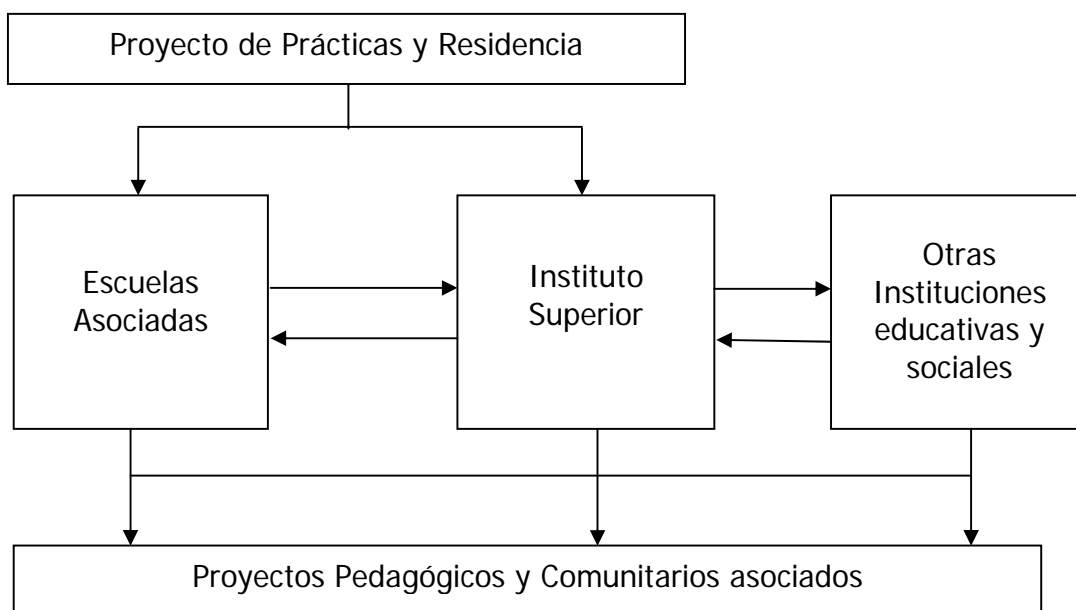 Proyecto de Prácticas y Residencia
Escuelas
Asociadas
Instituto
Superior
Otras
Instituciones
educativas y
sociales
Proyectos Pedagógicos y Comunitarios asociados